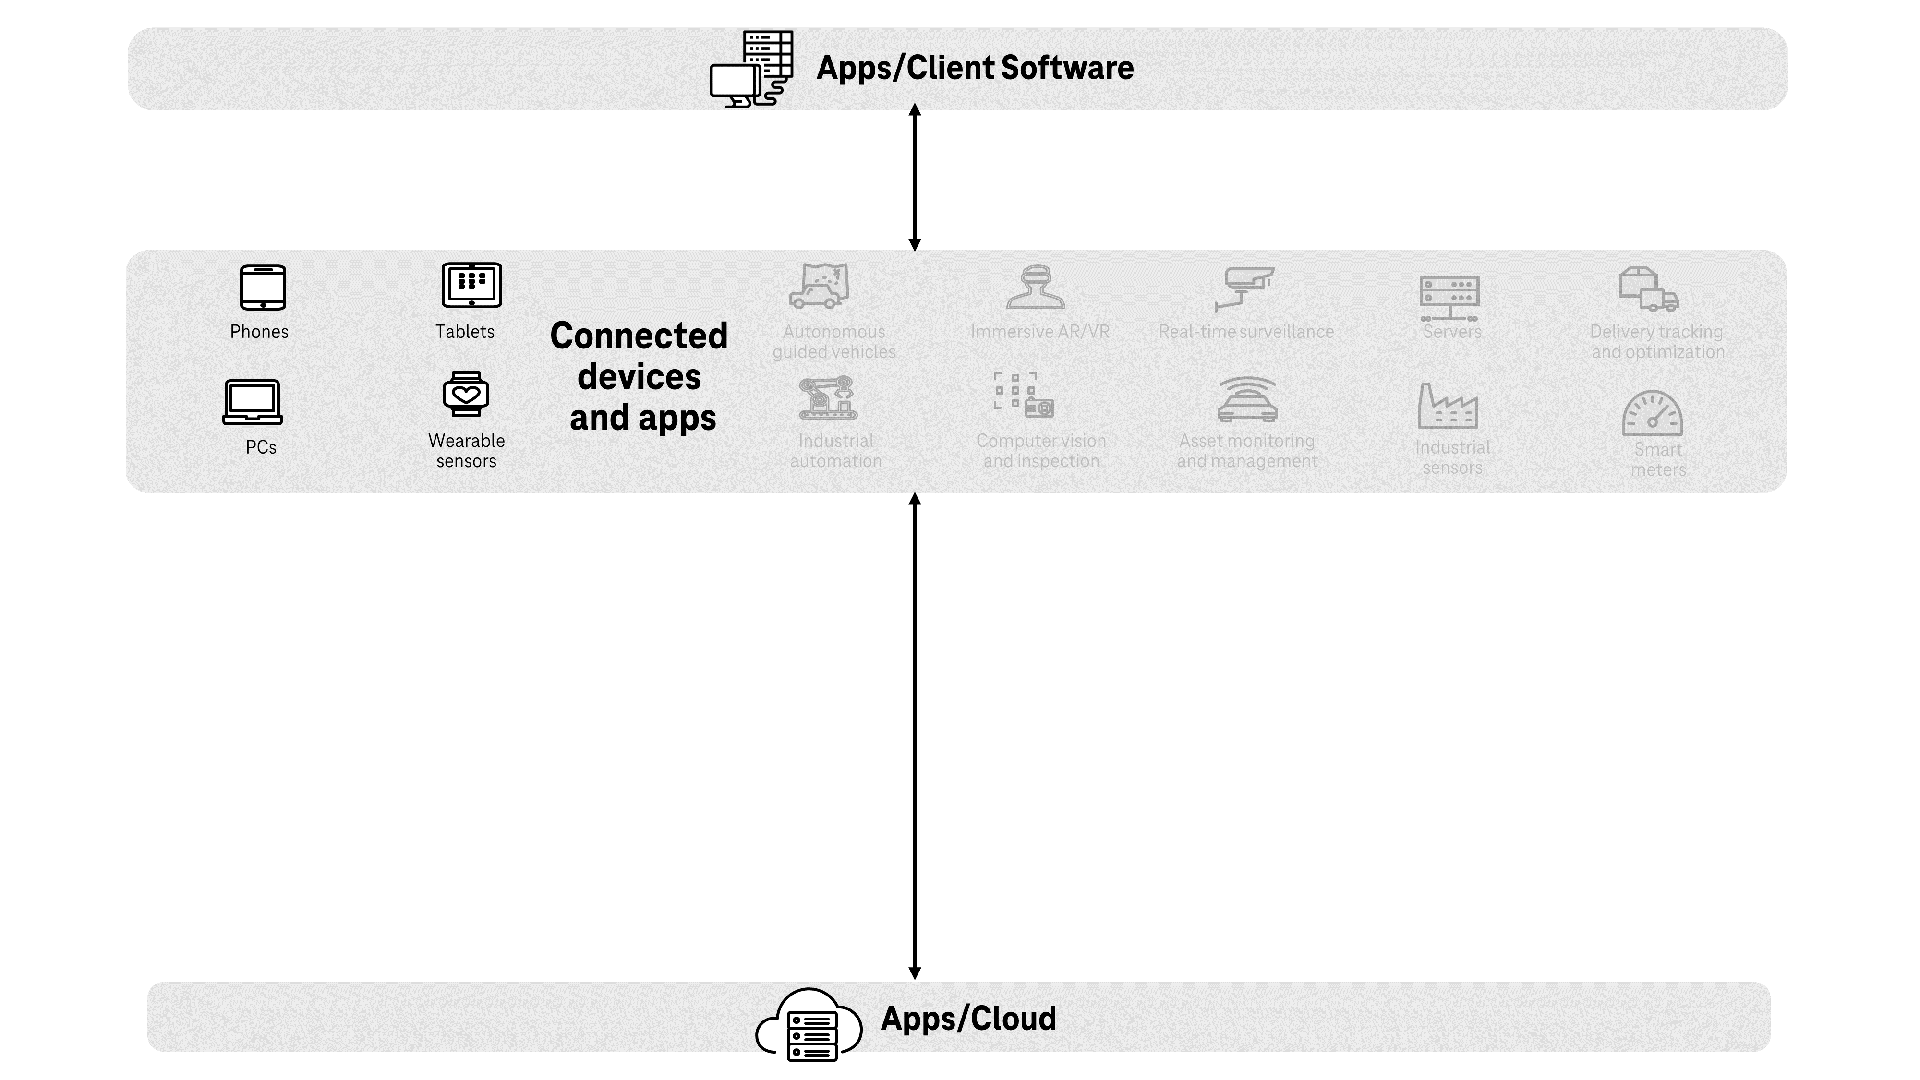 Apps/Client Software
Phones
Tablets
PCs
Wearable
sensors
Connected
devices
and apps
Autonomous
guided vehicles
Immersive AR/VR
Real-time surveillance
Servers
Delivery tracking
and optimization
Industrial
automation
Computer vision
and inspection
Asset monitoring
and management
Industrial
sensors
Smart
meters
Apps/Cloud